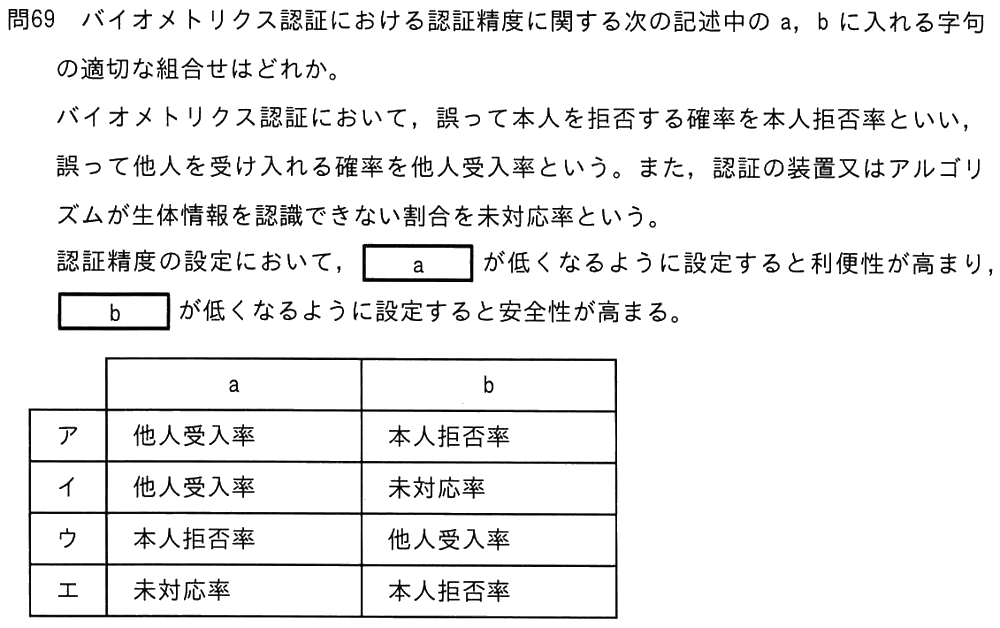 問69 バイオメトリクス認証における認証精度に関する次の記述中の a，b に入れる字句
の適切な組合せはどれか。
バイオメトリクス認証において，誤って本人を拒否する確率を本人拒否率といい，
誤って他人を受け入れる確率を他人受入率という。また，認証の装置又はアルゴリ
ズムが生体情報を認識できない割合を未対応率という。
認証精度の設定において， a が低くなるように設定すると利便性が高まり，
b が低くなるように設定すると安全性が高まる。
a b
ア 他人受入率 本人拒否率
イ 他人受入率 未対応率
ウ 本人拒否率 他人受入率
エ 未対応率 本人拒否率